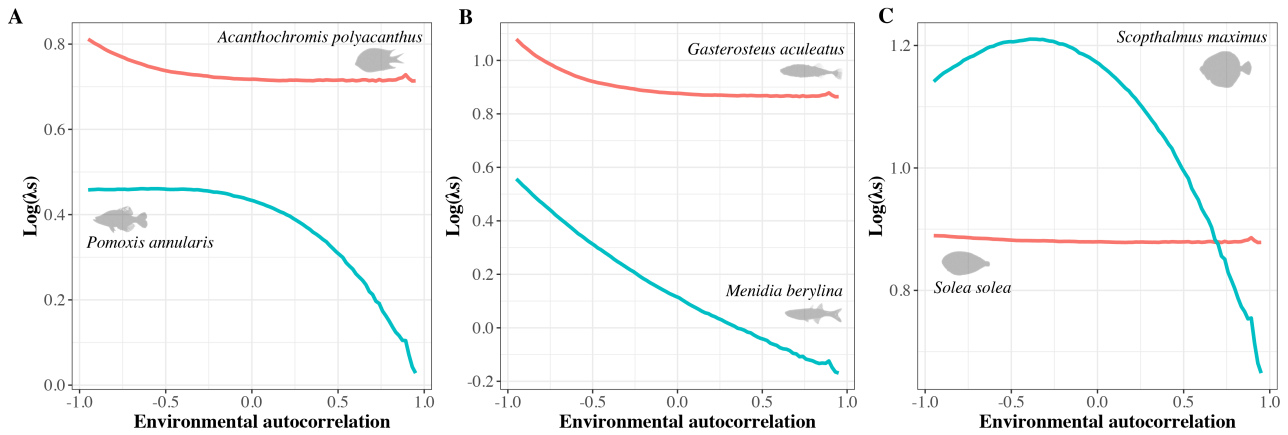 A
Acanthochromis polyacanthus
Pomoxis annularis
Log(λs)
0.8
0.6
0.4
0.2
0.0
-1.0 -0.5 0.0 0.5 1.0
Environmental autocorrelation
B
Gasterosteus aculeatus
Menidia berylina
Log(λs)
1.0
0.8
0.6
0.4
0.2
0.0
-0.2
-1.0 -0.5 0.0 0.5 1.0
Environmental autocorrelation
C
Scopthalmus maximus
Solea solea
Log(λs)
1.2
1.0
0.8
-1.0 -0.5 0.0 0.5 1.0
Environmental autocorrelation